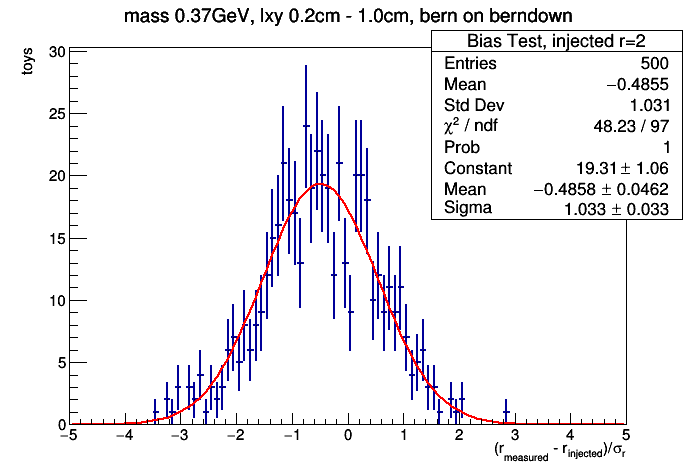 mass 0.37GeV, lxy 0.2cm - 1.0cm, bern on berndown
Bias Test, injected r=2
Entries 500
Mean −0.4855
Std Dev 1.031
χ² / ndf 48.23 / 97
Prob 1
Constant 19.31 ± 1.06
Mean −0.4858 ± 0.0462
Sigma 1.033 ± 0.033
toys
30
25
20
15
10
5
0
−5 −4 −3 −2 −1 0 1 2 3 4 5
(r_measured - r_injected)/σ_r